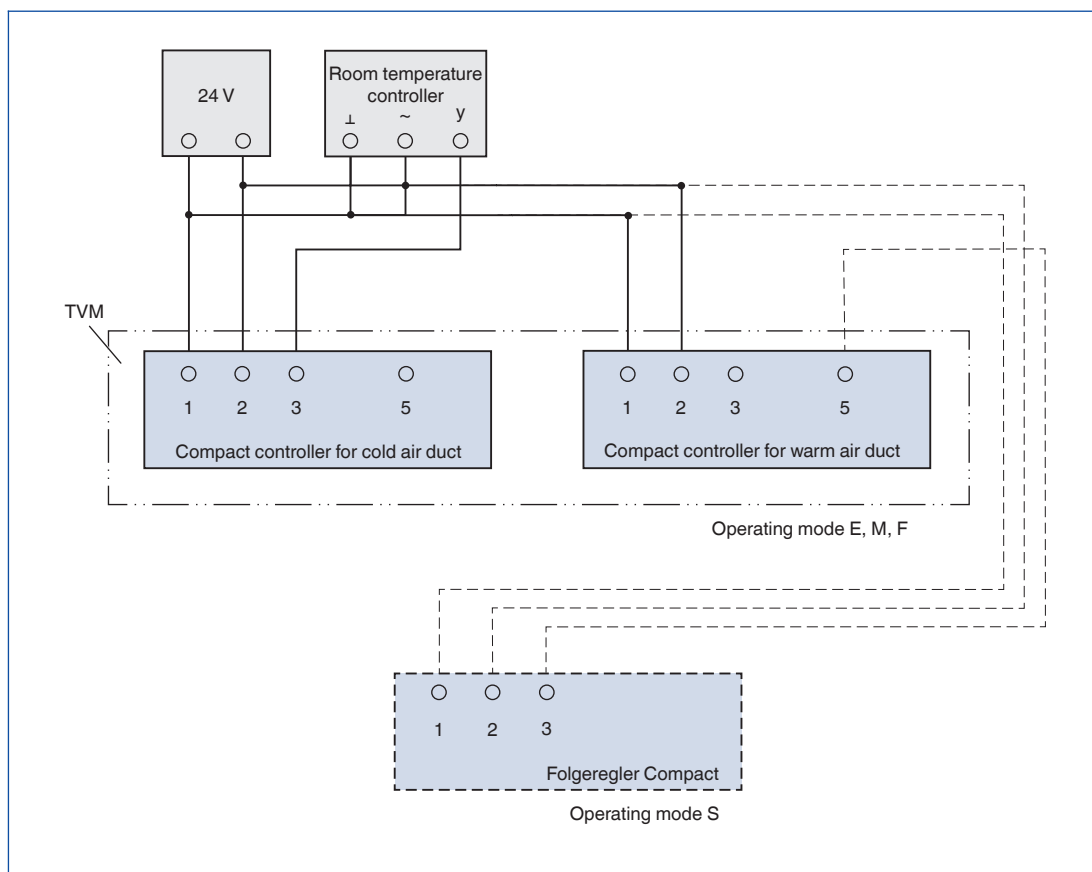 24 V
Room temperature
controller
⊥ ~ y
TVM
1 2 3 5
Compact controller for cold air duct
1 2 3 5
Compact controller for warm air duct
Operating mode E, M, F
1 2 3
Folgeregler Compact
Operating mode S